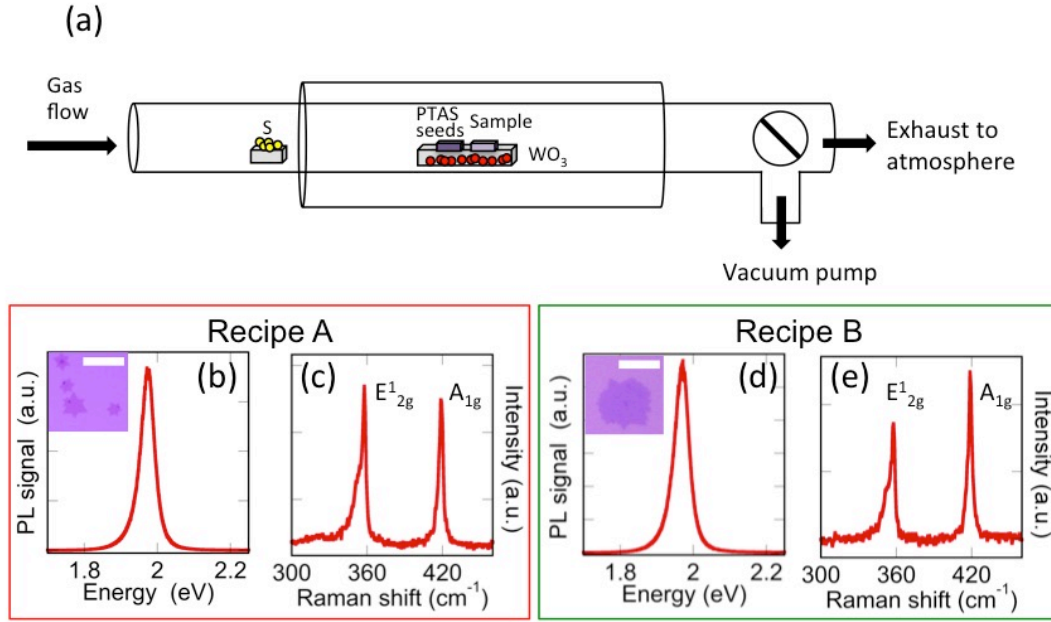 (a)
Gas
flow
S
PTAS
seeds
Sample
WO₃
Exhaust to
atmosphere
Vacuum pump
Recipe A
(b)
PL signal (a.u.)
1.8 2 2.2
Energy (eV)
(c)
E¹₂g
A₁g
Intensity
(a.u.)
300 360 420
Raman shift (cm⁻¹)
Recipe B
(d)
PL signal (a.u.)
1.8 2 2.2
Energy (eV)
(e)
E¹₂g
A₁g
Intensity
(a.u.)
300 360 420
Raman shift (cm⁻¹)